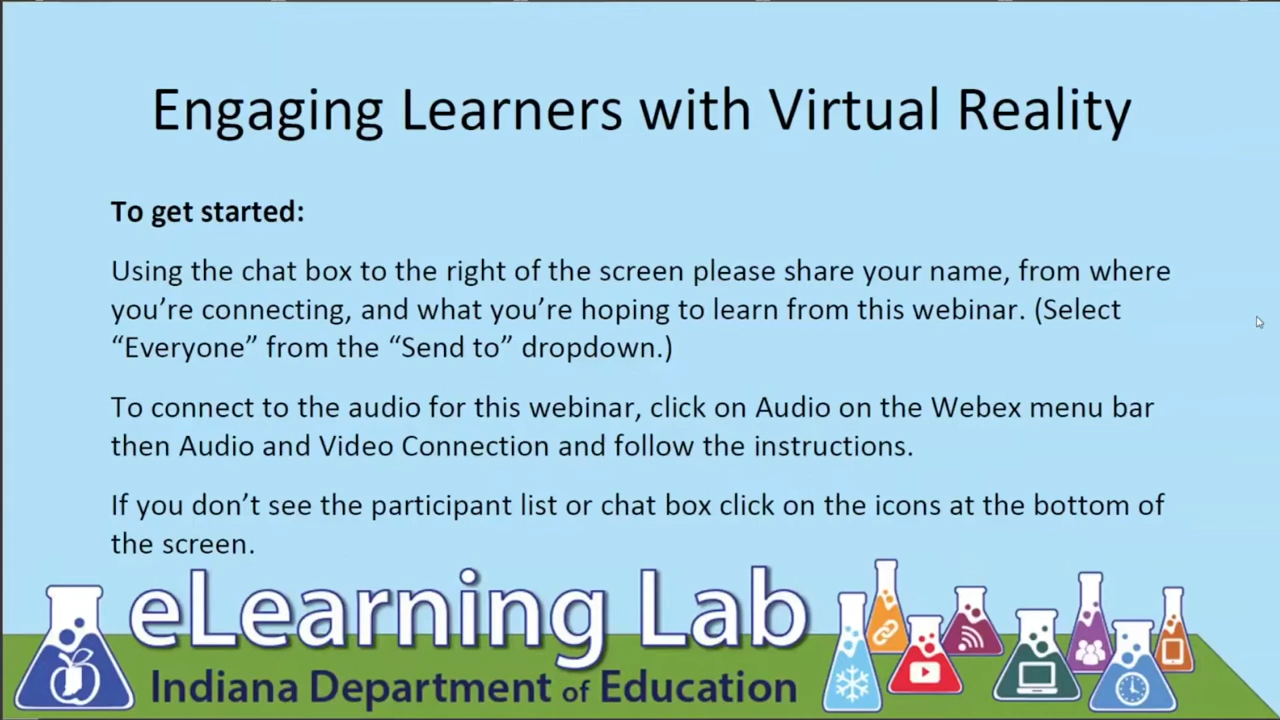 Engaging Learners with Virtual Reality
To get started:
Using the chat box to the right of the screen please share your name, from where
you’re connecting, and what you’re hoping to learn from this webinar. (Select
“Everyone” from the “Send to” dropdown.)
To connect to the audio for this webinar, click on Audio on the Webex menu bar
then Audio and Video Connection and follow the instructions.
If you don’t see the participant list or chat box click on the icons at the bottom of
the screen.
eLearning Lab
Indiana Department of Education